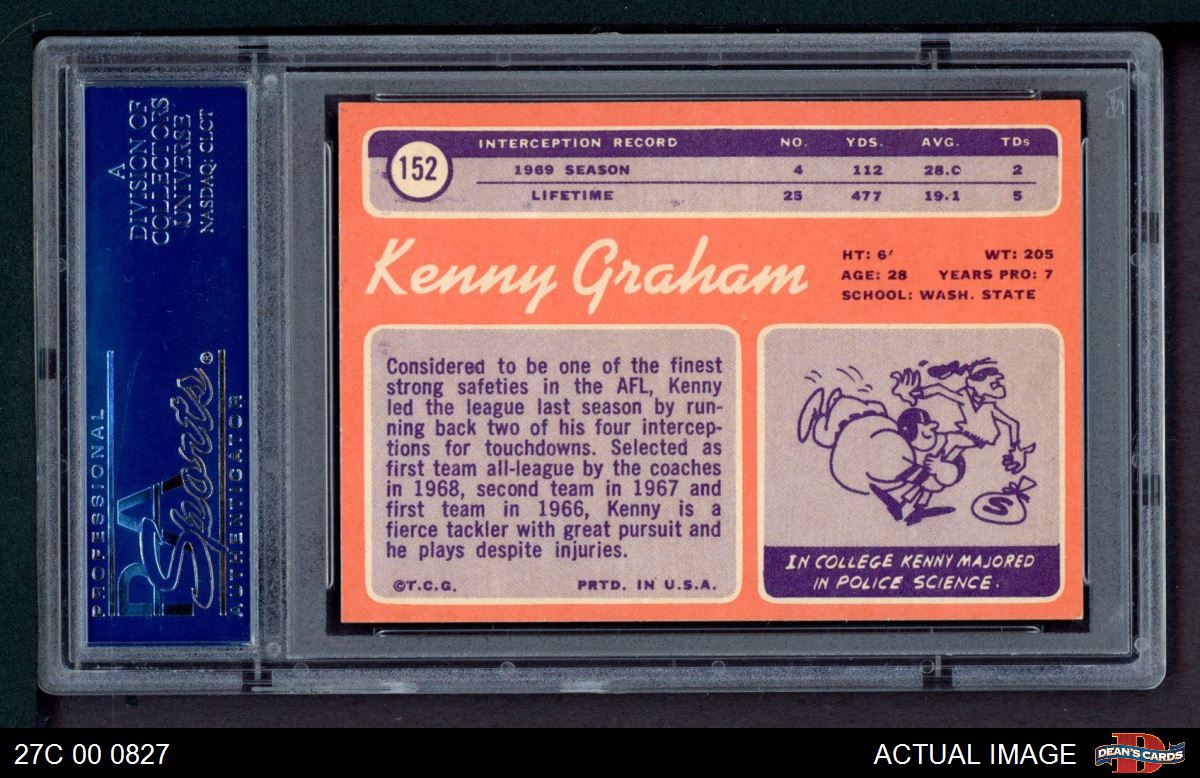 A
DIVISION OF
COLLECTORS
UNIVERSE
NASDAQ: CLCT
PROFESSIONAL
PSA
Sports®
AUTHENTICATOR
152
INTERCEPTION RECORD NO. YDS. AVG. TDs
1969 SEASON 4 112 28.0 2
LIFETIME 25 477 19.1 5
Kenny Graham
HT: 6′ WT: 205
AGE: 28 YEARS PRO: 7
SCHOOL: WASH. STATE
Considered to be one of the finest
strong safeties in the AFL, Kenny
led the league last season by run-
ning back two of his four intercep-
tions for touchdowns. Selected as
first team all-league by the coaches
in 1968, second team in 1967 and
first team in 1966, Kenny is a
fierce tackler with great pursuit and
he plays despite injuries.
©T.C.G. PRTD. IN U.S.A.
$
IN COLLEGE KENNY MAJORED
IN POLICE SCIENCE.
PSA
27C 00 0827
ACTUAL IMAGE
D
DEAN'S CARDS